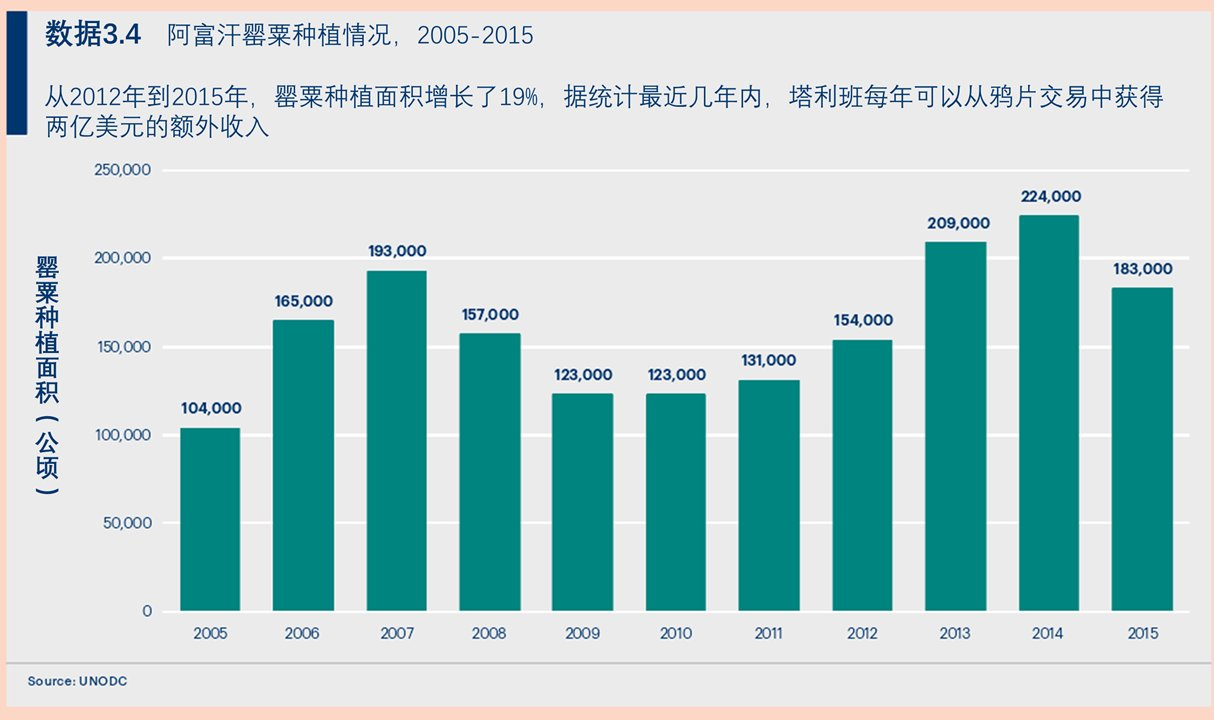 数据3.4 阿富汗罂粟种植情况，2005-2015
从2012年到2015年，罂粟种植面积增长了19%，据统计最近几年内，塔利班每年可以从鸦片交易中获得
两亿美元的额外收入
罂粟种植面积(公顷)
250,000
200,000
150,000
100,000
50,000
0
104,000
165,000
193,000
157,000
123,000
123,000
131,000
154,000
209,000
224,000
183,000
2005 2006 2007 2008 2009 2010 2011 2012 2013 2014 2015
Source: UNODC